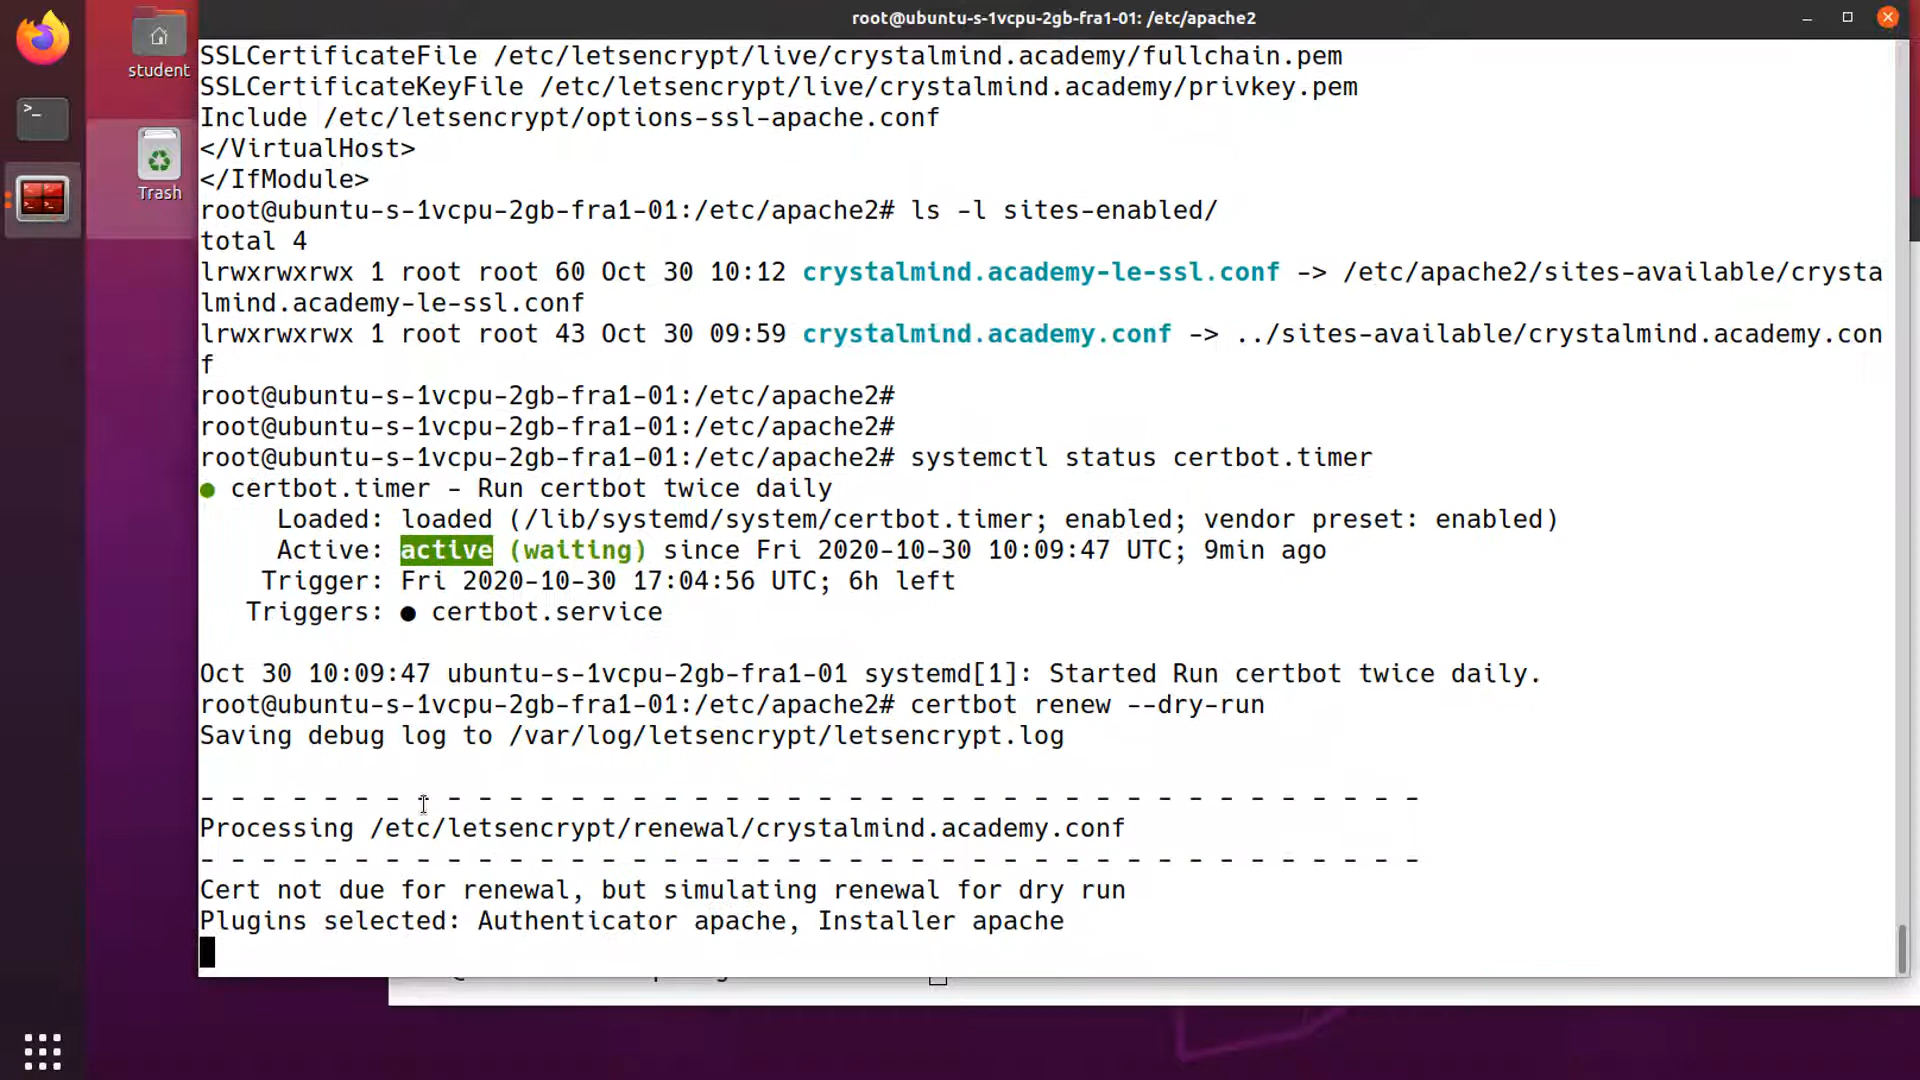 root@ubuntu-s-1vcpu-2gb-fra1-01: /etc/apache2
student
Trash
SSLCertificateFile /etc/letsencrypt/live/crystalmind.academy/fullchain.pem
SSLCertificateKeyFile /etc/letsencrypt/live/crystalmind.academy/privkey.pem
Include /etc/letsencrypt/options-ssl-apache.conf
</VirtualHost>
</IfModule>
root@ubuntu-s-1vcpu-2gb-fra1-01:/etc/apache2# ls -l sites-enabled/
total 4
lrwxrwxrwx 1 root root 60 Oct 30 10:12 crystalmind.academy-le-ssl.conf -> /etc/apache2/sites-available/crysta
lmind.academy-le-ssl.conf
lrwxrwxrwx 1 root root 43 Oct 30 09:59 crystalmind.academy.conf -> ../sites-available/crystalmind.academy.con
f
root@ubuntu-s-1vcpu-2gb-fra1-01:/etc/apache2#
root@ubuntu-s-1vcpu-2gb-fra1-01:/etc/apache2#
root@ubuntu-s-1vcpu-2gb-fra1-01:/etc/apache2# systemctl status certbot.timer
● certbot.timer - Run certbot twice daily
Loaded: loaded (/lib/systemd/system/certbot.timer; enabled; vendor preset: enabled)
Active: active (waiting) since Fri 2020-10-30 10:09:47 UTC; 9min ago
Trigger: Fri 2020-10-30 17:04:56 UTC; 6h left
Triggers: ● certbot.service
Oct 30 10:09:47 ubuntu-s-1vcpu-2gb-fra1-01 systemd[1]: Started Run certbot twice daily.
root@ubuntu-s-1vcpu-2gb-fra1-01:/etc/apache2# certbot renew --dry-run
Saving debug log to /var/log/letsencrypt/letsencrypt.log
- - - - - - - - - - - - - - - - - - - - - - - - - - - - - - - - - - - - - - - -
Processing /etc/letsencrypt/renewal/crystalmind.academy.conf
- - - - - - - - - - - - - - - - - - - - - - - - - - - - - - - - - - - - - - - -
Cert not due for renewal, but simulating renewal for dry run
Plugins selected: Authenticator apache, Installer apache